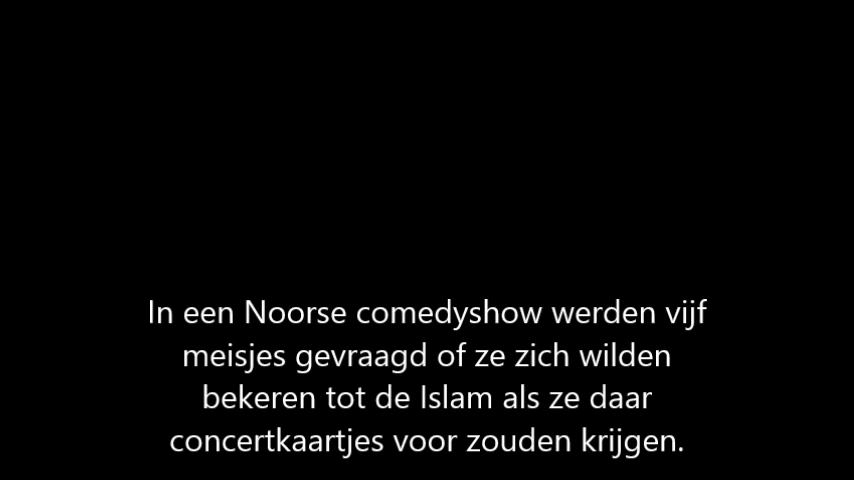 In een Noorse comedyshow werden vijf
meisjes gevraagd of ze zich wilden
bekeren tot de Islam als ze daar
concertkaartjes voor zouden krijgen.